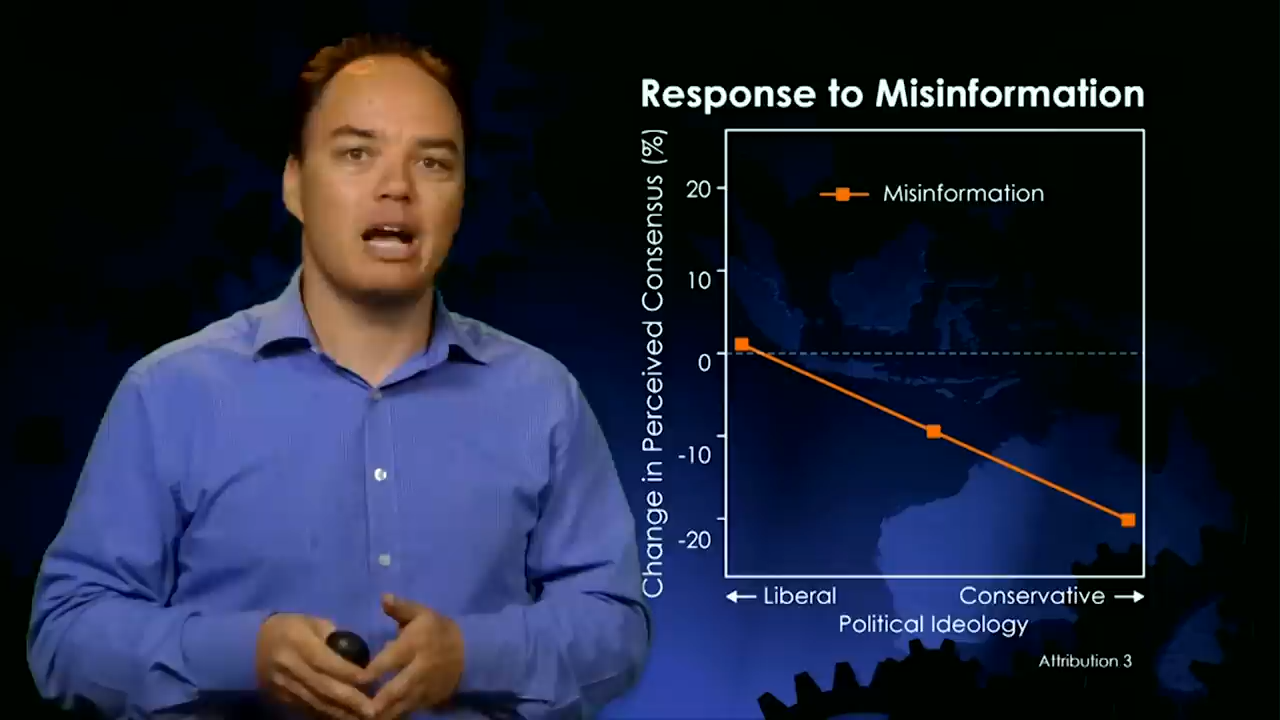 Response to Misinformation
Change in Perceived Consensus (%)
20
10
0
-10
-20
Misinformation
← Liberal
Conservative →
Political Ideology
Attribution 3